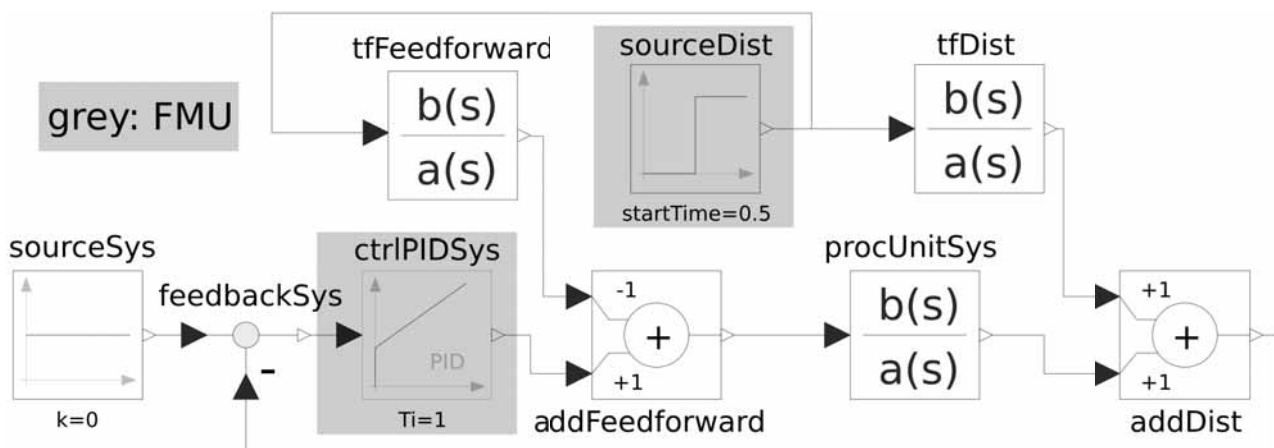 tfFeedforward
b(s)
a(s)
sourceDist
startTime=0.5
tfDist
b(s)
a(s)
grey: FMU
sourceSys
k=0
feedbackSys
-
ctrlPIDSys
PID
Ti=1
-1
+
+1
addFeedforward
procUnitSys
b(s)
a(s)
+1
+
+1
addDist